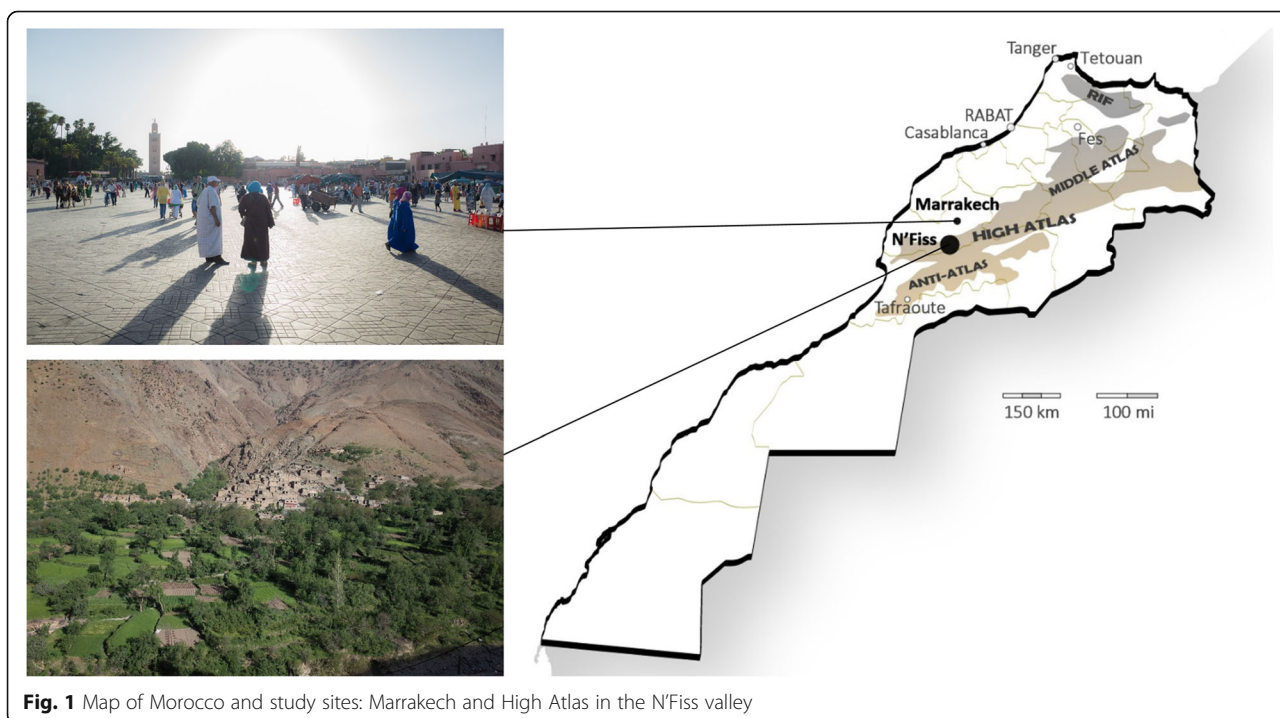 Tanger
Tetouan
RIF
RABAT
Casablanca
Fes
MIDDLE ATLAS
Marrakech
N'Fiss
HIGH ATLAS
ANTI-ATLAS
Tafraoute
150 km
100 mi
Fig. 1 Map of Morocco and study sites: Marrakech and High Atlas in the N'Fiss valley